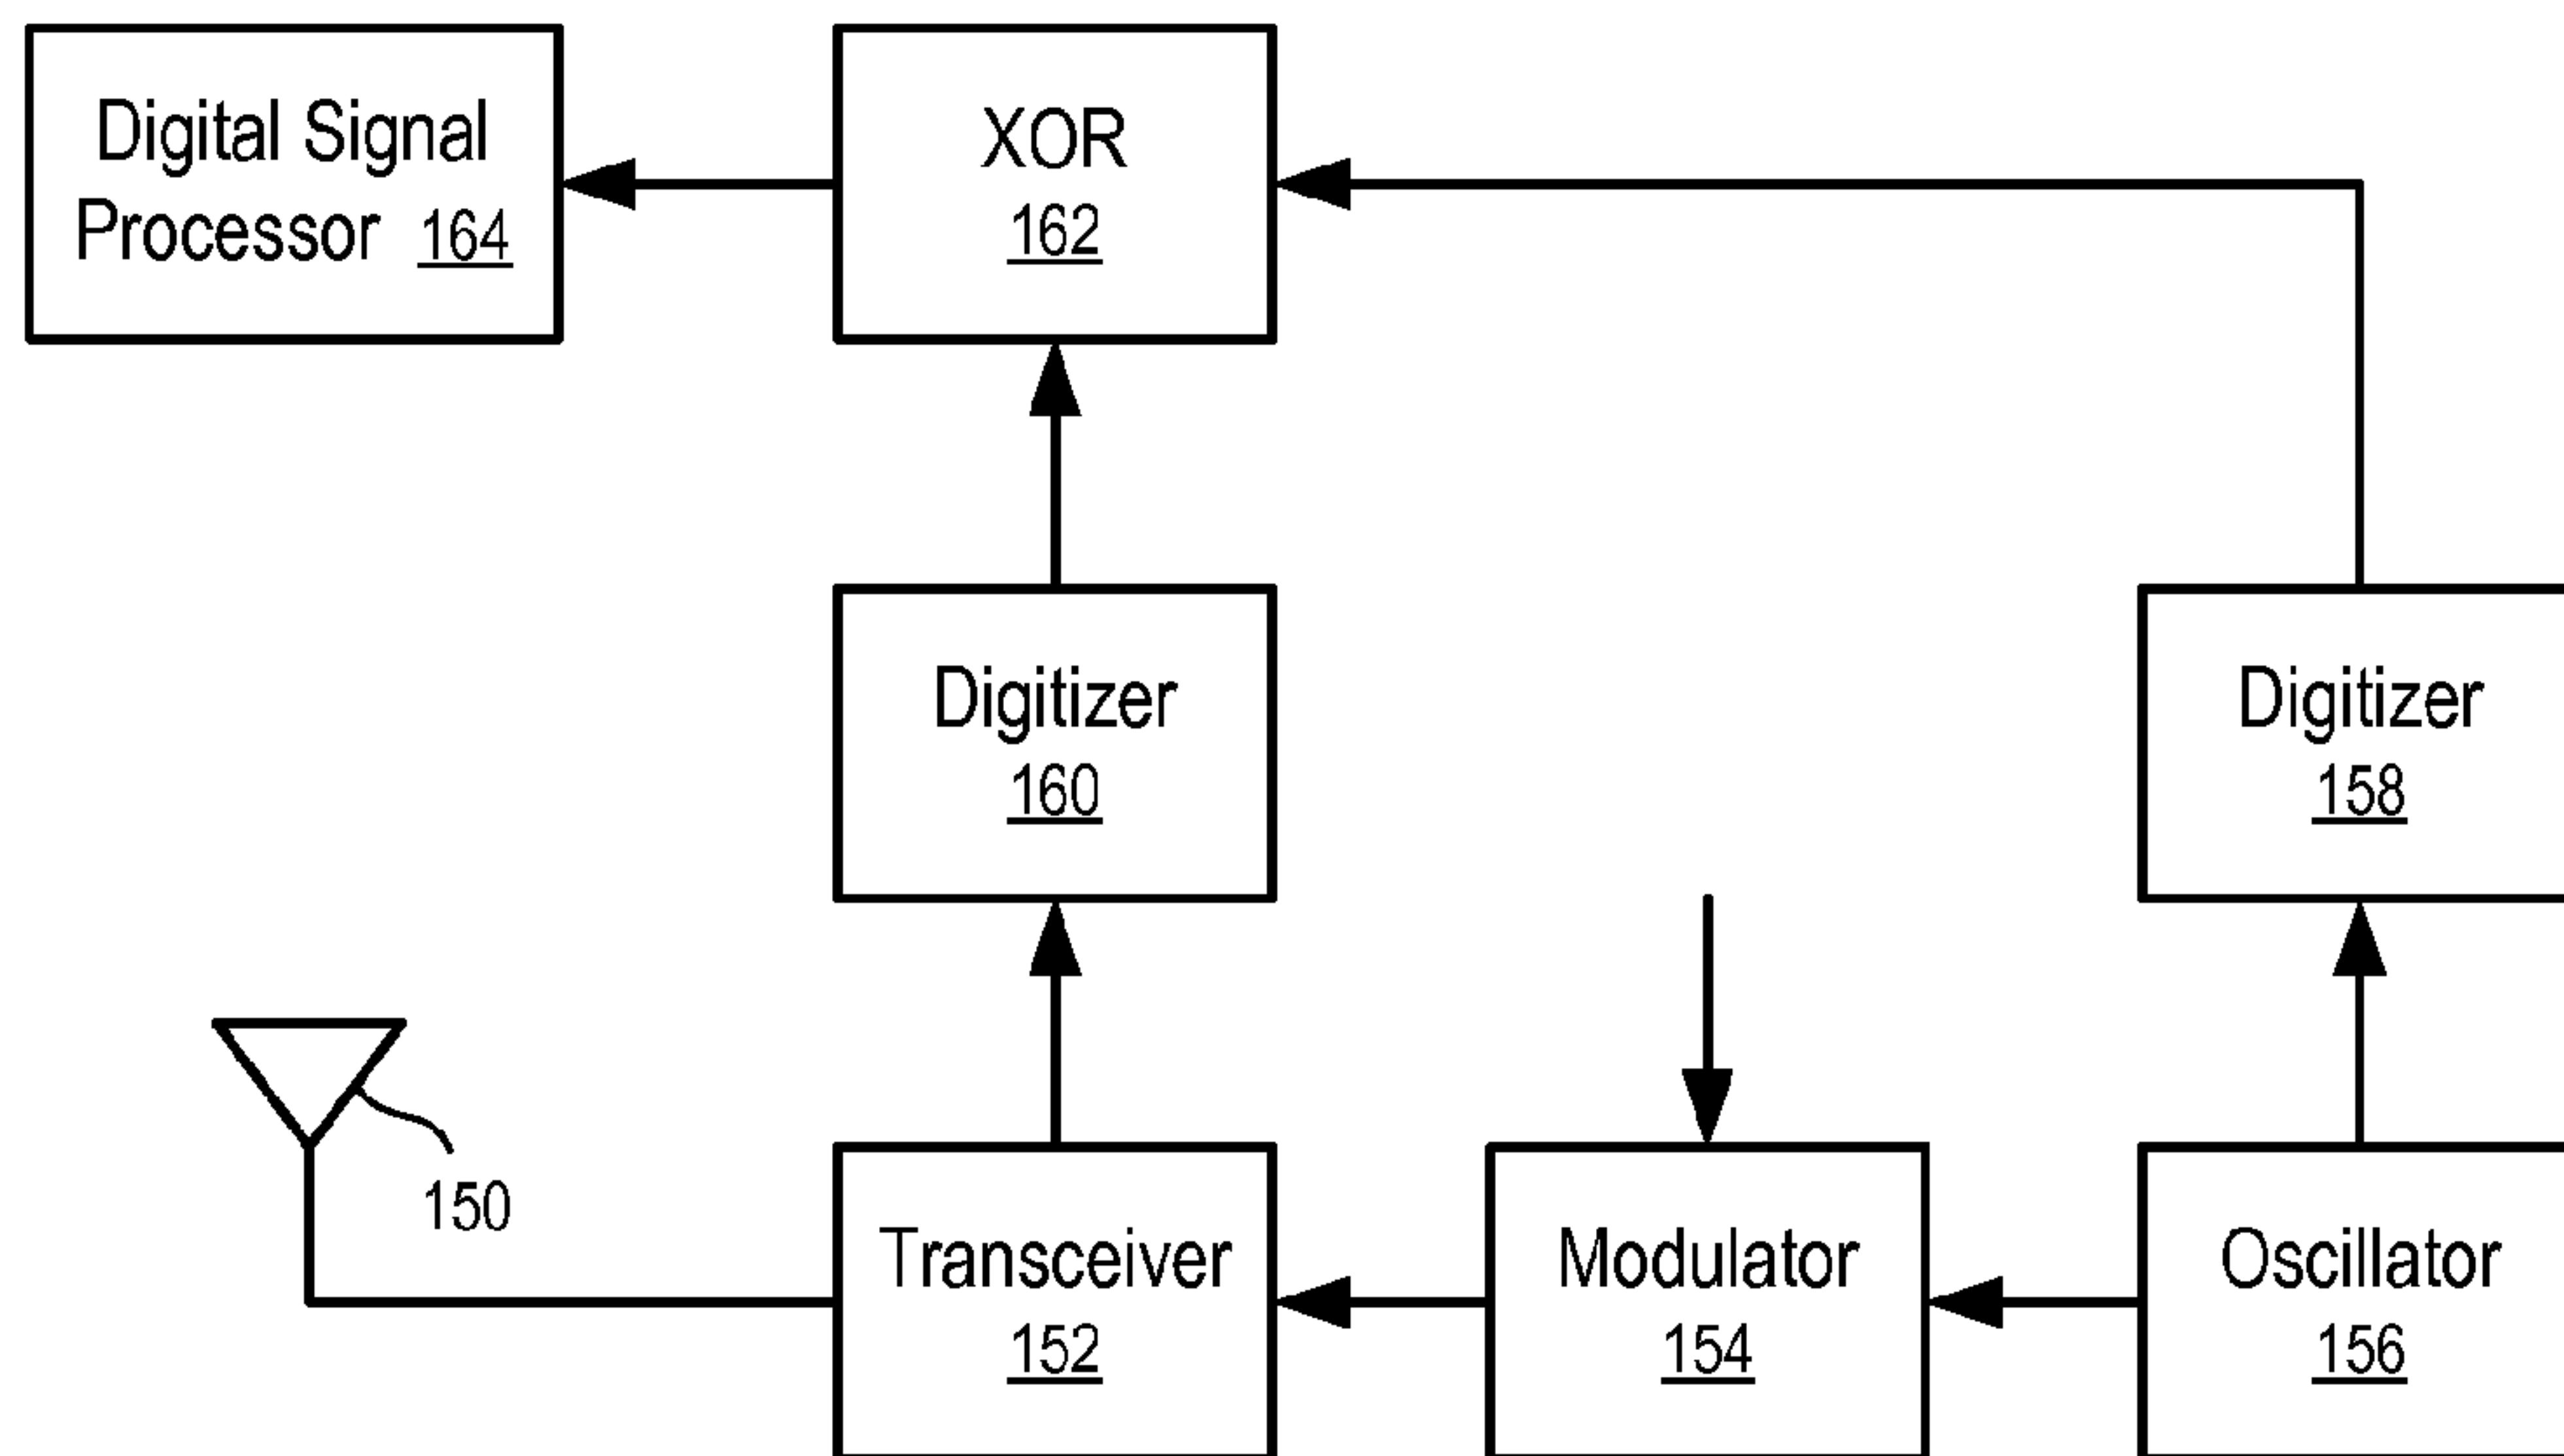 Digital Signal
Processor 164
XOR
162
Digitizer
160
Digitizer
158
150
Transceiver
152
Modulator
154
Oscillator
156